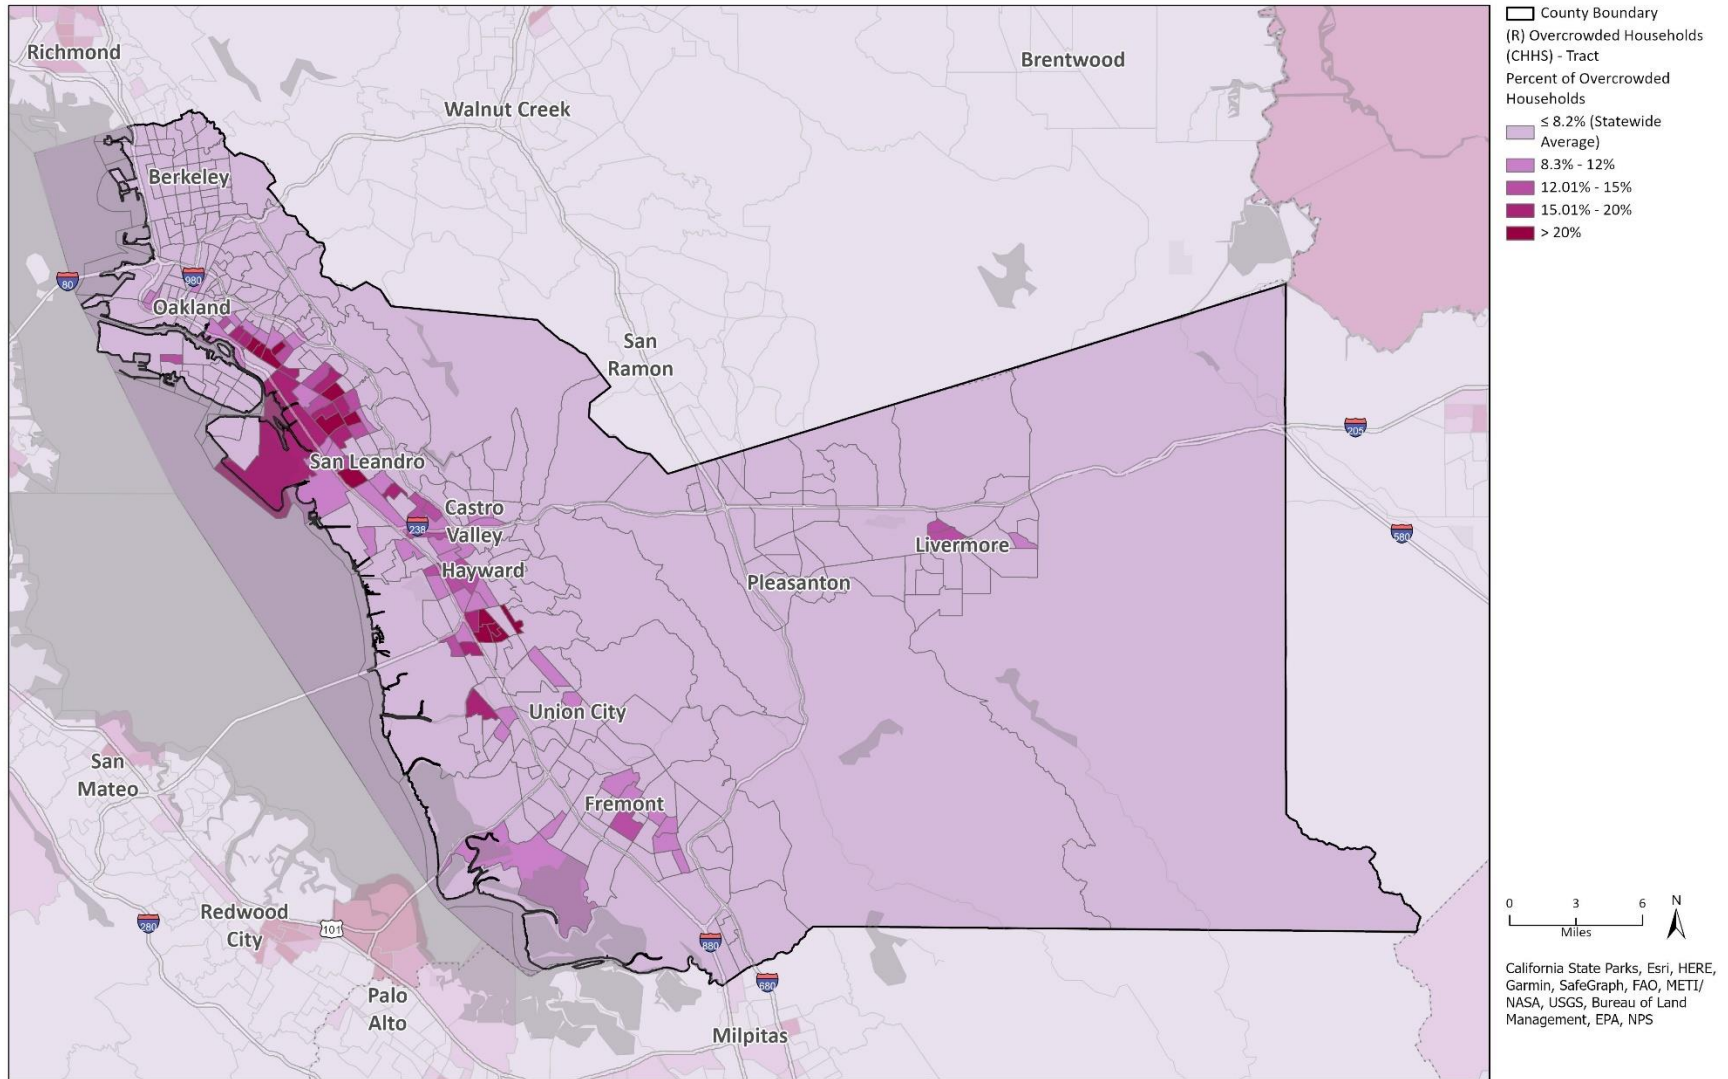 Richmond
Brentwood
Walnut Creek
Berkeley
80
980
Oakland
San
Ramon
205
San Leandro
Castro
Valley
238
Livermore
580
Hayward
Pleasanton
Union City
San
Mateo
Fremont
Redwood
City
280
101
880
680
Palo
Alto
Milpitas
County Boundary
(R) Overcrowded Households
(CHHS) - Tract
Percent of Overcrowded
Households
≤ 8.2% (Statewide
Average)
8.3% - 12%
12.01% - 15%
15.01% - 20%
> 20%
0 3 6
Miles
N
California State Parks, Esri, HERE,
Garmin, SafeGraph, FAO, METI/
NASA, USGS, Bureau of Land
Management, EPA, NPS